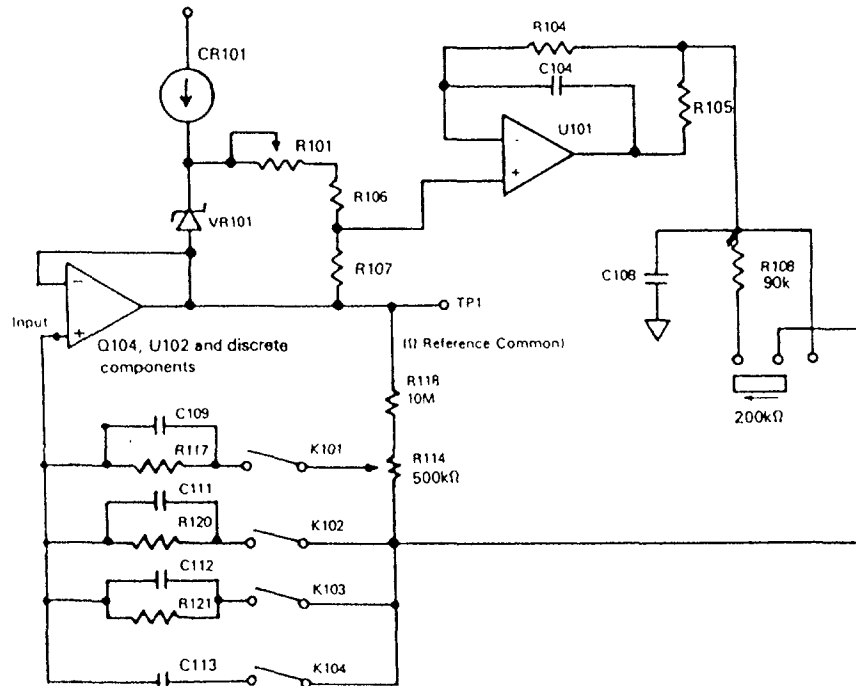 CR101
R104
C104
R105
U101
-
+
R101
R106
VR101
R107
C108
R108
90k
Input
-
+
TP1
Q104, U102 and discrete
components
(Ω Reference Common)
200kΩ
R118
10M
C109
R117
K101
R114
500kΩ
C111
R120
K102
C112
R121
K103
C113
K104